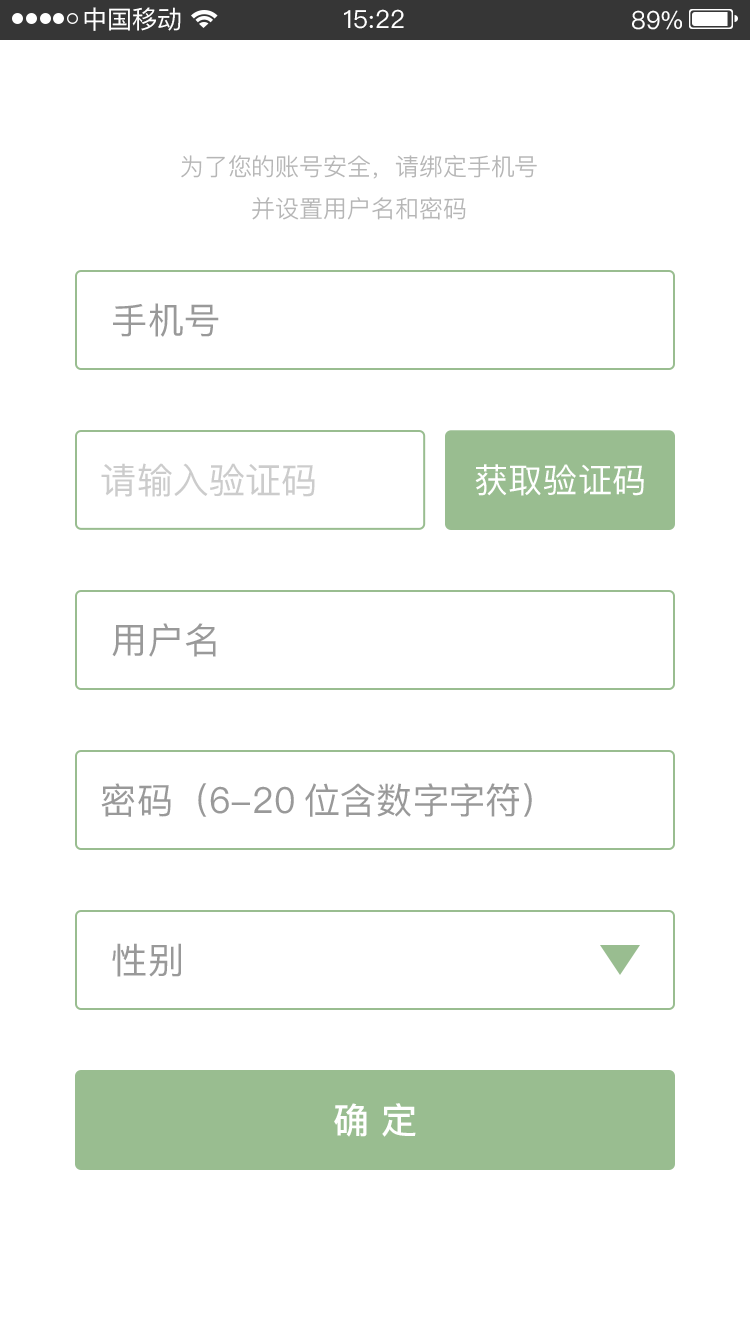 中国移动 15:22 89%
为了您的账号安全，请绑定手机号
并设置用户名和密码
手机号
请输入验证码 获取验证码
用户名
密码（6-20 位含数字字符）
性别
确 定